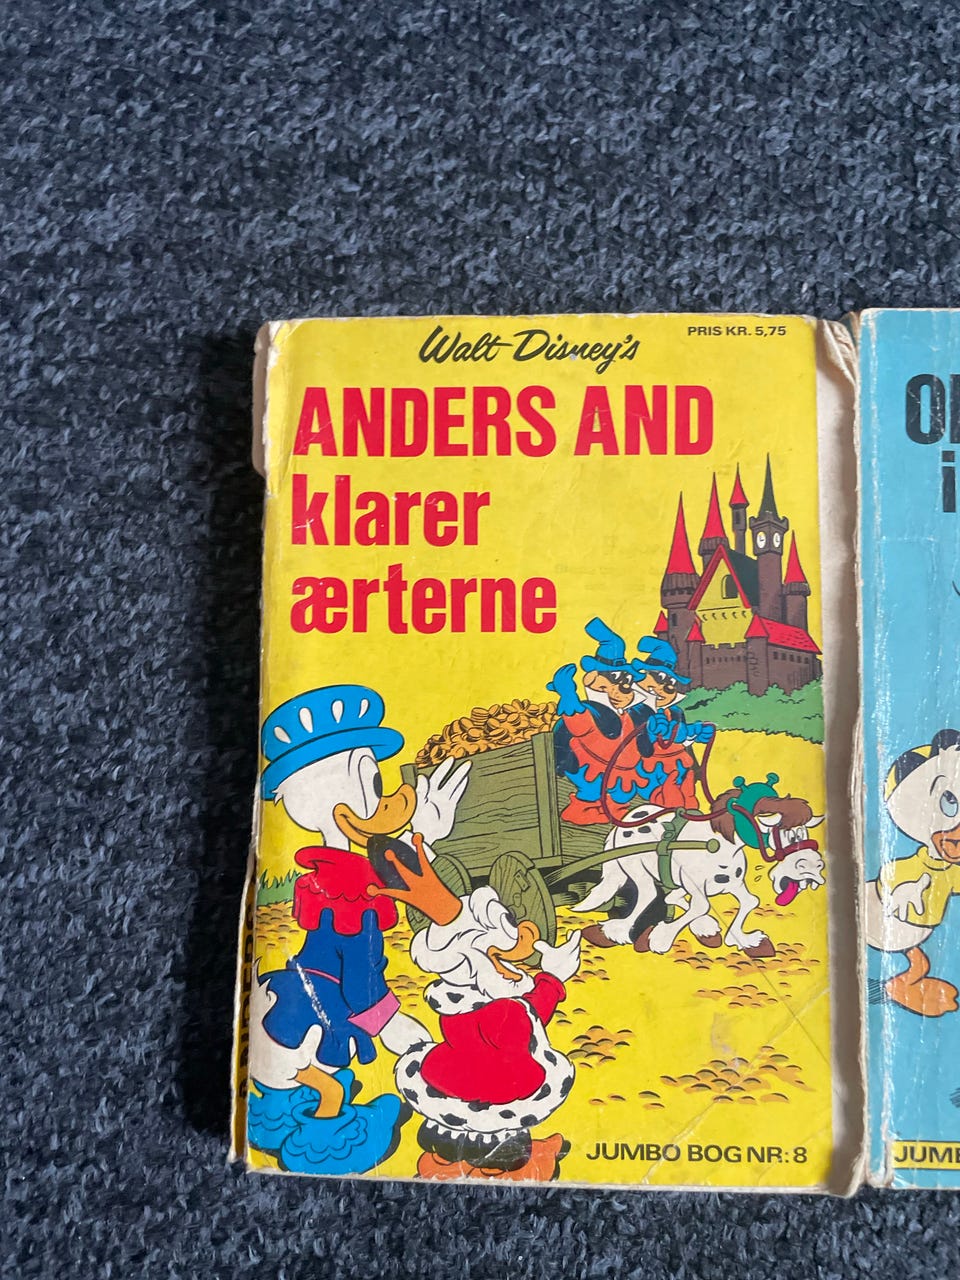 Walt Disney's
PRIS KR. 5,75
ANDERS AND
klarer
ærterne
JUMBO BOG NR: 8